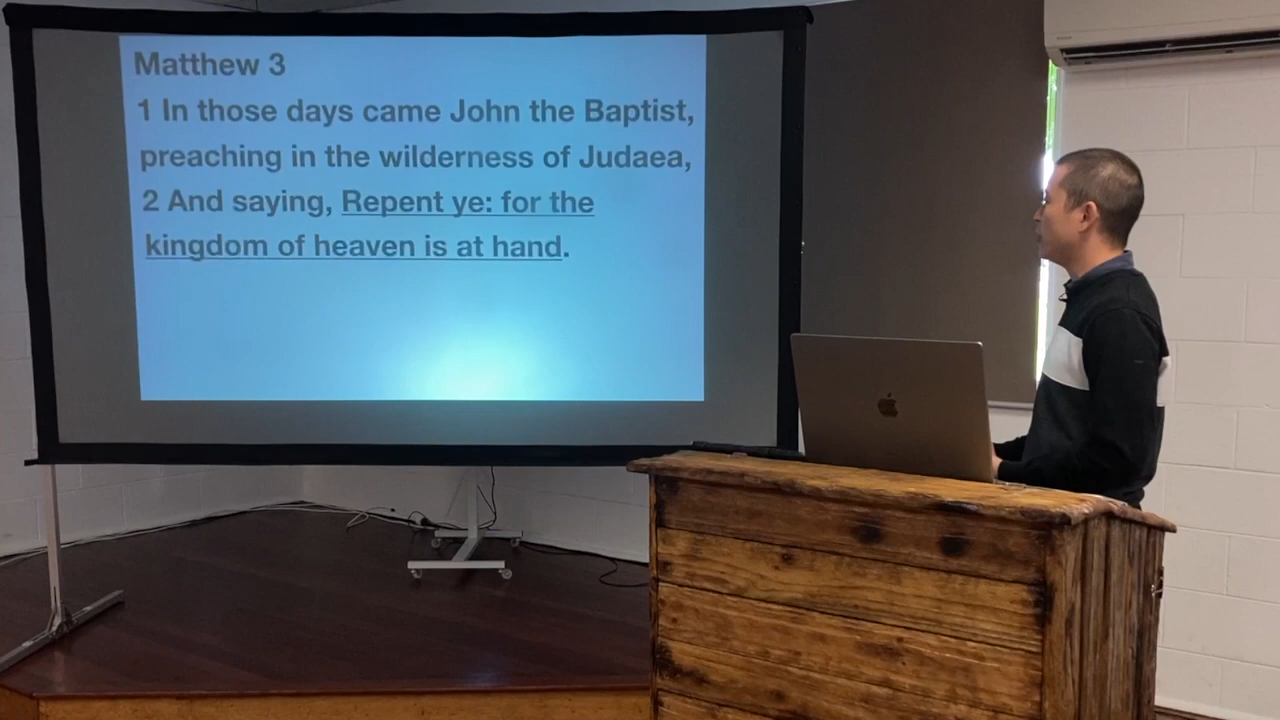 Matthew 3
1 In those days came John the Baptist,
preaching in the wilderness of Judaea,
2 And saying, Repent ye: for the
kingdom of heaven is at hand.